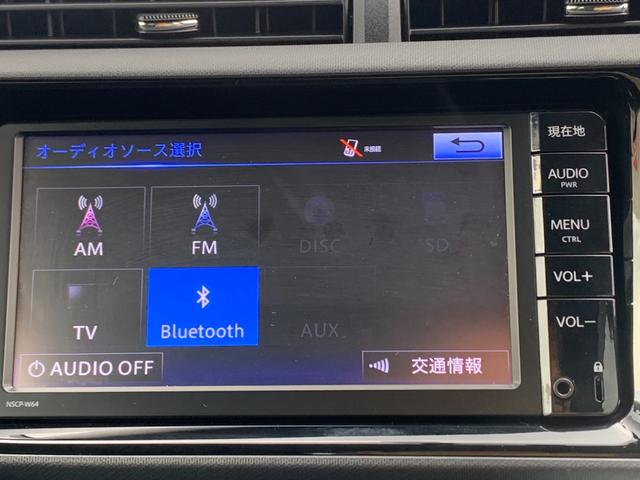 オーディオソース選択
未接続
現在地
AUDIO
PWR
AM
FM
DISC
SD
MENU
CTRL
TV
Bluetooth
AUX
VOL+
VOL−
AUDIO OFF
交通情報
NSCP-W64